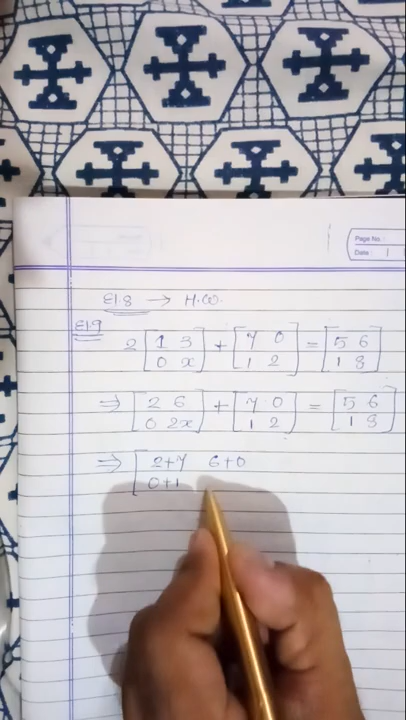 Page No.
Date:
E1.8 → H.W.
E1.9
2 [1 3] + [y 0] = [5 6]
[0 x] [1 2] [1 8]
⇒ [2 6] + [y 0] = [5 6]
[0 2x] [1 2] [1 8]
⇒ [2+y 6+0
0+1